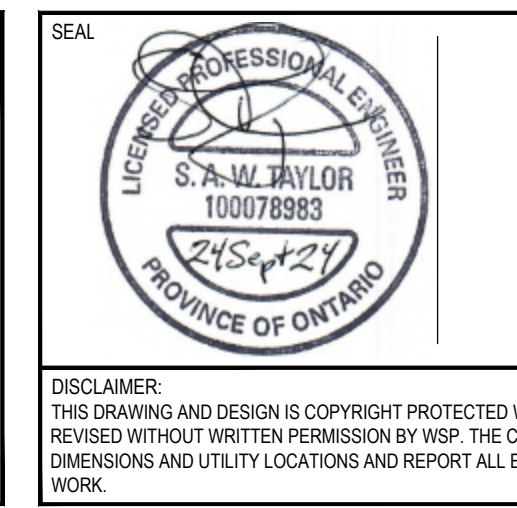 SEAL
LICENSED PROFESSIONAL ENGINEER
S. A. W. TAYLOR
100078983
24Sept24
PROVINCE OF ONTARIO
DISCLAIMER:
THIS DRAWING AND DESIGN IS COPYRIGHT PROTECTED
REVISED WITHOUT WRITTEN PERMISSION BY WSP. THE C
DIMENSIONS AND UTILITY LOCATIONS AND REPORT ALL
WORK.